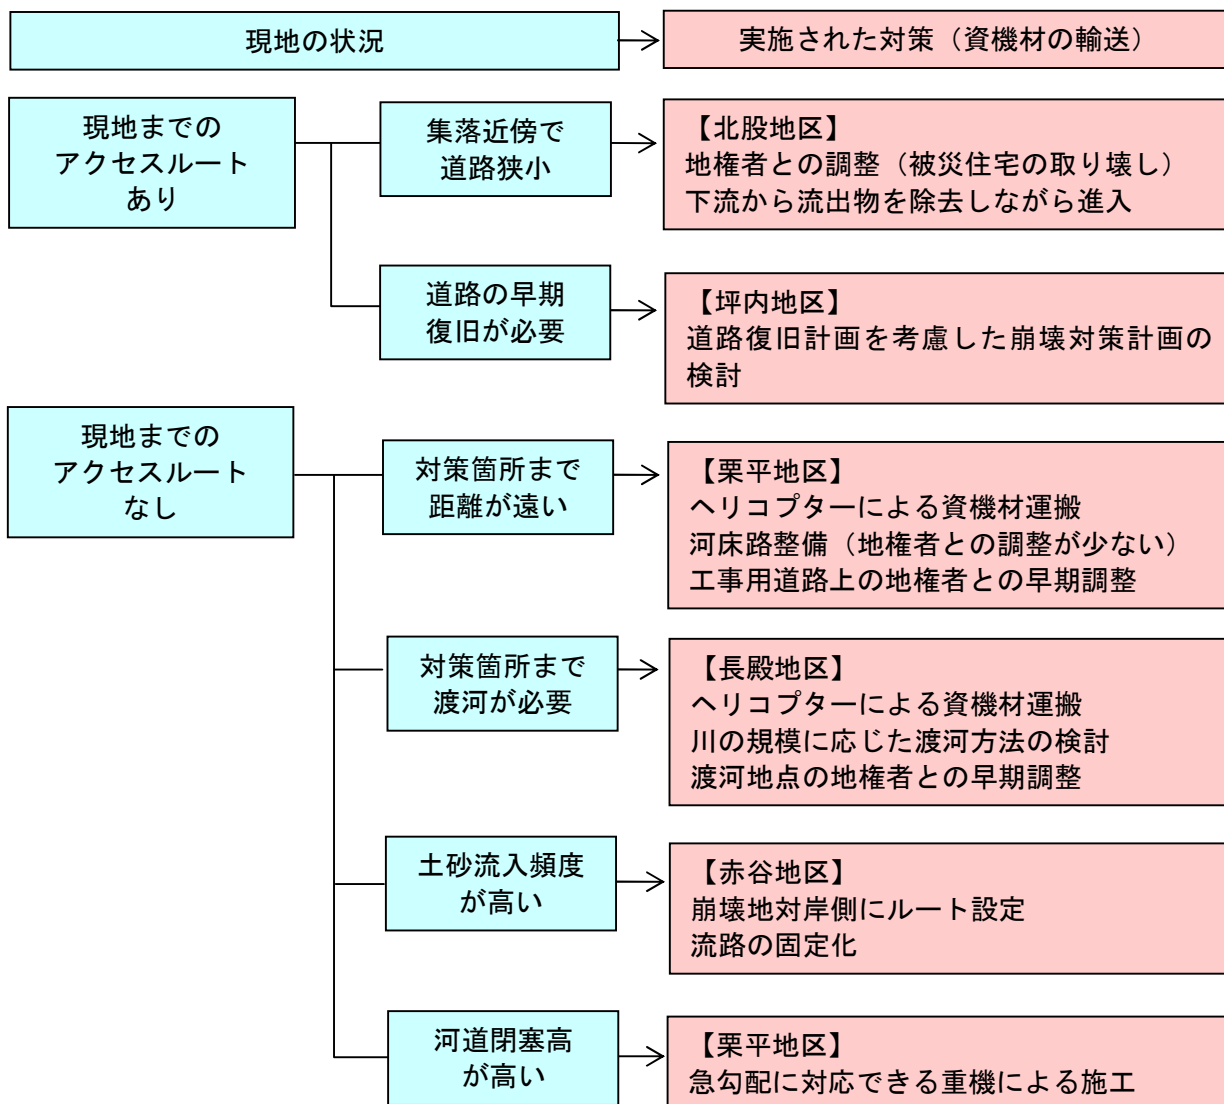 現地の状況
実施された対策（資機材の輸送）
現地までの
アクセスルート
あり
集落近傍で
道路狭小
【北股地区】
地権者との調整（被災住宅の取り壊し）
下流から流出物を除去しながら進入
道路の早期
復旧が必要
【坪内地区】
道路復旧計画を考慮した崩壊対策計画の
検討
現地までの
アクセスルート
なし
対策箇所まで
距離が遠い
【栗平地区】
ヘリコプターによる資機材運搬
河床路整備（地権者との調整が少ない）
工事用道路上の地権者との早期調整
対策箇所まで
渡河が必要
【長殿地区】
ヘリコプターによる資機材運搬
川の規模に応じた渡河方法の検討
渡河地点の地権者との早期調整
土砂流入頻度
が高い
【赤谷地区】
崩壊地対岸側にルート設定
流路の固定化
河道閉塞高
が高い
【栗平地区】
急勾配に対応できる重機による施工